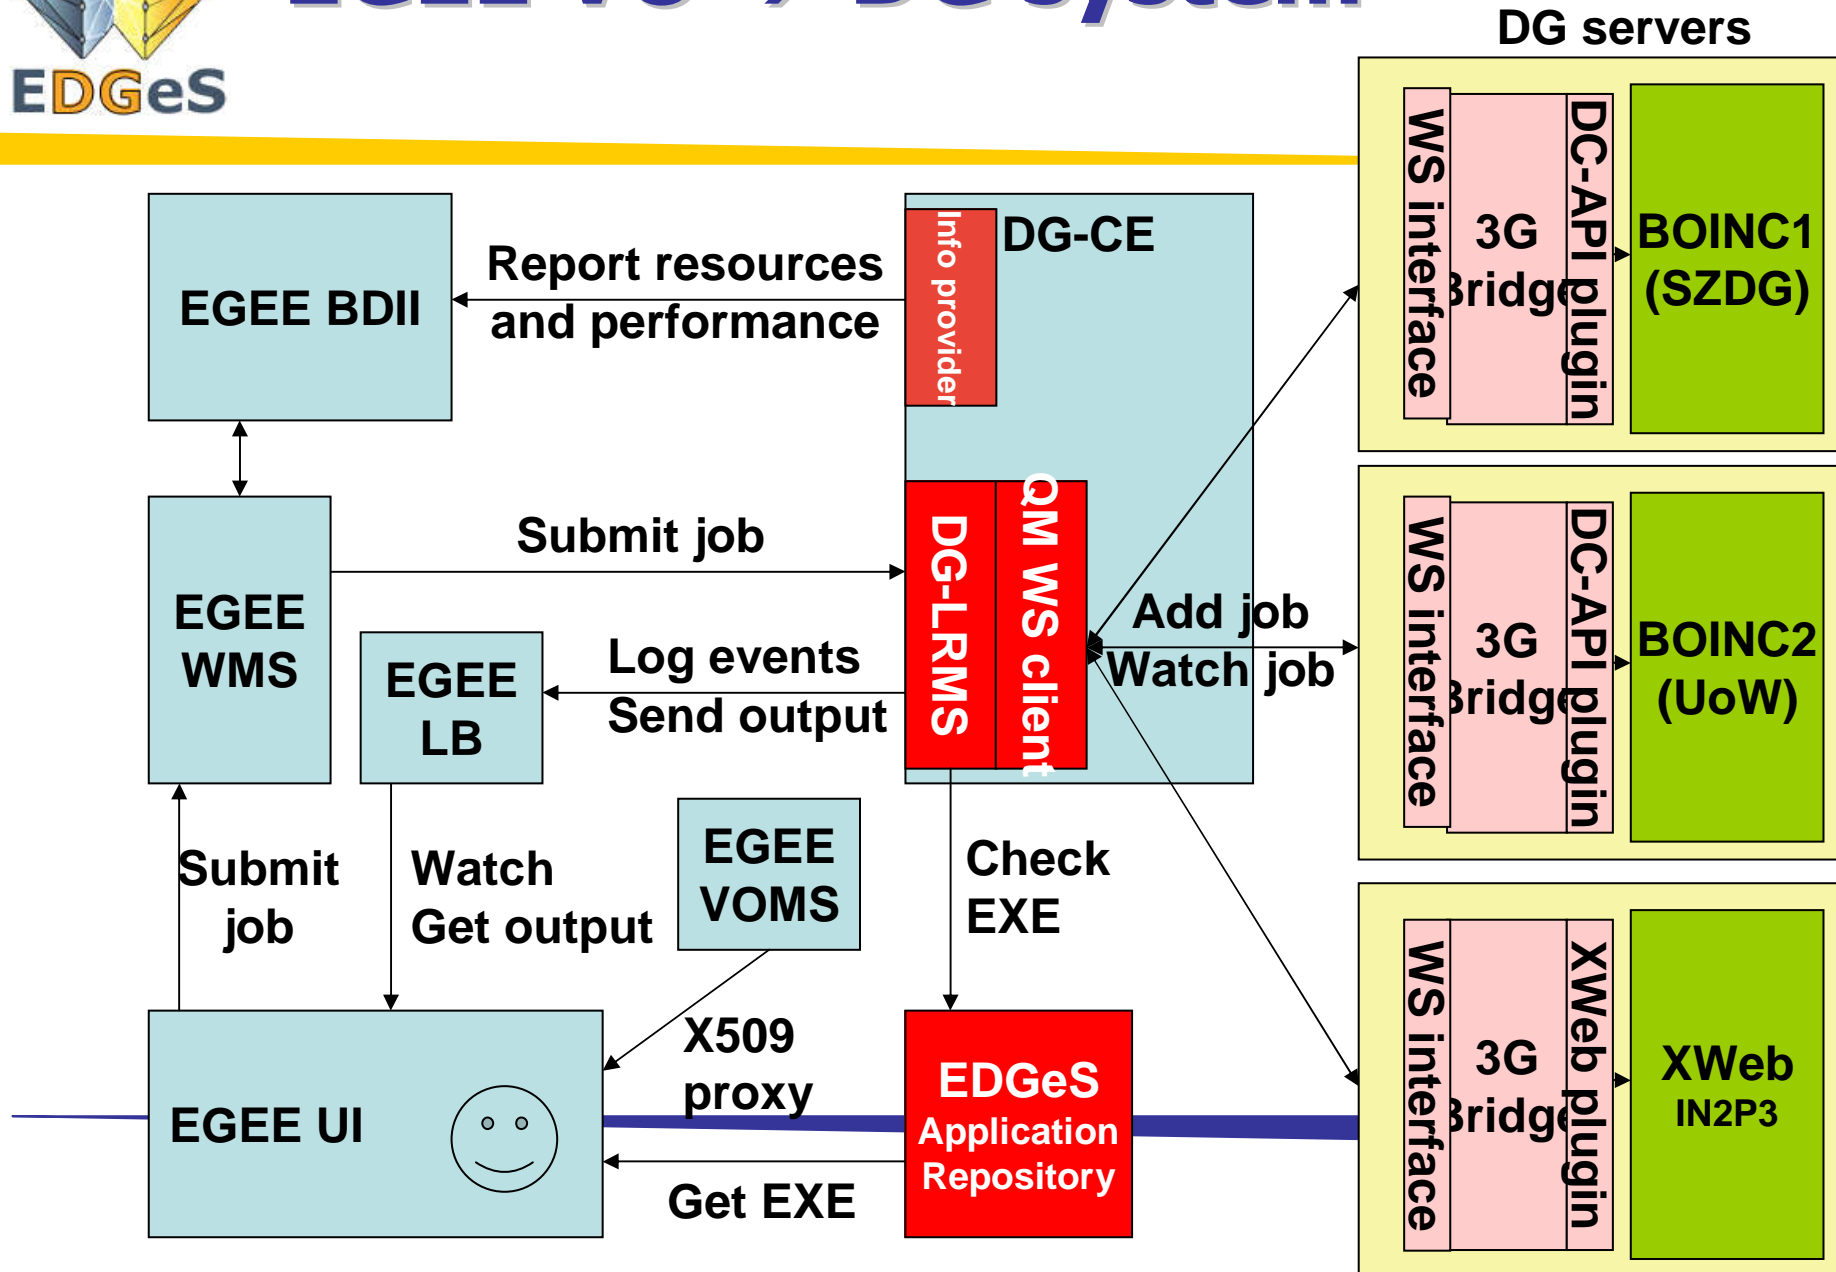 EGEE VO → DG System
EDGeS
DG servers
EGEE BDII
Report resources
and performance
Info provider
DG-CE
WS interface
3G
Bridge
DC-API plugin
BOINC1
(SZDG)
EGEE
WMS
Submit job
DG-LRMS
QM WS client
Add job
Watch job
WS interface
3G
Bridge
DC-API plugin
BOINC2
(UoW)
EGEE
LB
Log events
Send output
Submit
job
Watch
Get output
EGEE
VOMS
Check
EXE
WS interface
3G
Bridge
XWeb plugin
XWeb
IN2P3
EGEE UI
X509
proxy
EDGeS
Application
Repository
Get EXE